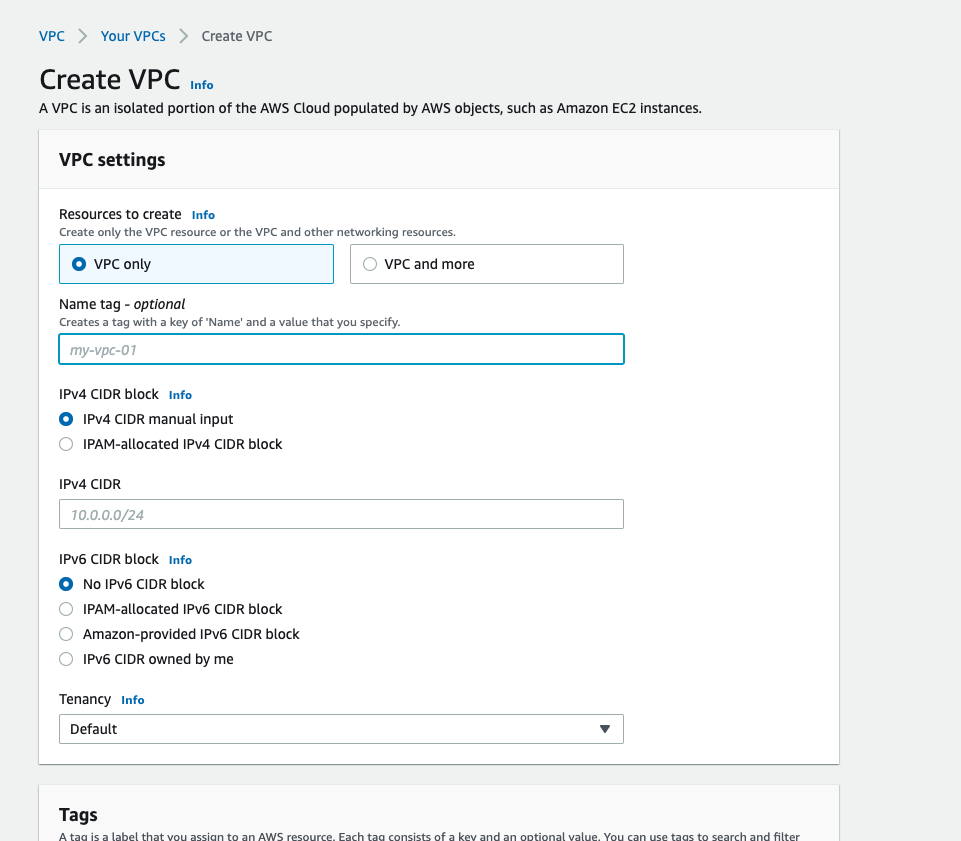 VPC > Your VPCs > Create VPC
Create VPC Info
A VPC is an isolated portion of the AWS Cloud populated by AWS objects, such as Amazon EC2 instances.
VPC settings
Resources to create Info
Create only the VPC resource or the VPC and other networking resources.
VPC only VPC and more
Name tag - optional
Creates a tag with a key of 'Name' and a value that you specify.
my-vpc-01
IPv4 CIDR block Info
IPv4 CIDR manual input
IPAM-allocated IPv4 CIDR block
IPv4 CIDR
10.0.0.0/24
IPv6 CIDR block Info
No IPv6 CIDR block
IPAM-allocated IPv6 CIDR block
Amazon-provided IPv6 CIDR block
IPv6 CIDR owned by me
Tenancy Info
Default
Tags
A tag is a label that you assign to an AWS resource. Each tag consists of a key and an optional value. You can use tags to search and filter